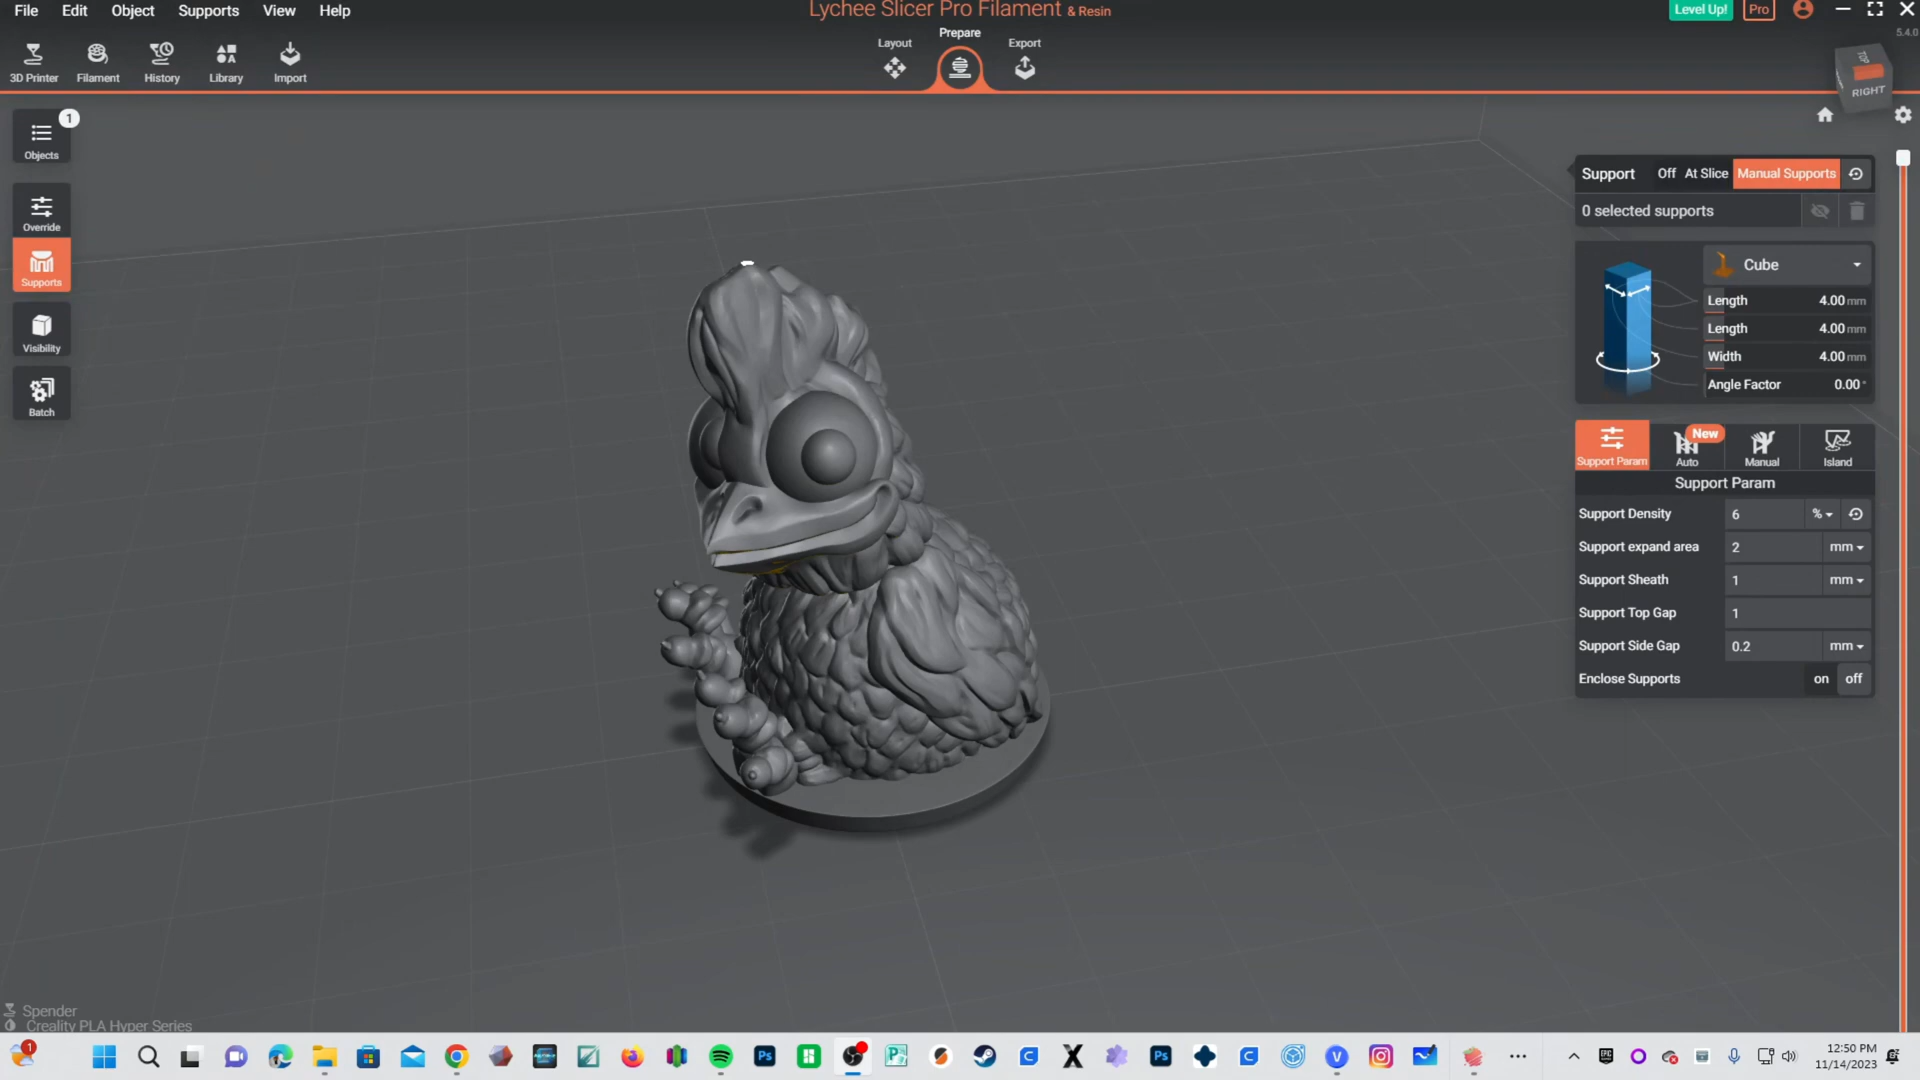 File Edit Object Supports View Help
Lychee Slicer Pro Filament & Resin
Level Up! Pro
5.4.0
3D Printer Filament History Library Import
Layout Prepare Export
TOP
RIGHT
1
Objects
Override
Supports
Visibility
Batch
Support Off At Slice Manual Supports
0 selected supports
Cube
Length 4.00 mm
Length 4.00 mm
Width 4.00 mm
Angle Factor 0.00 °
New
Support Param Auto Manual Island
Support Param
Support Density 6 %
Support expand area 2 mm
Support Sheath 1 mm
Support Top Gap 1
Support Side Gap 0.2 mm
Enclose Supports on off
Spender
Creality PLA Hyper Series
1
12:50 PM
11/14/2023